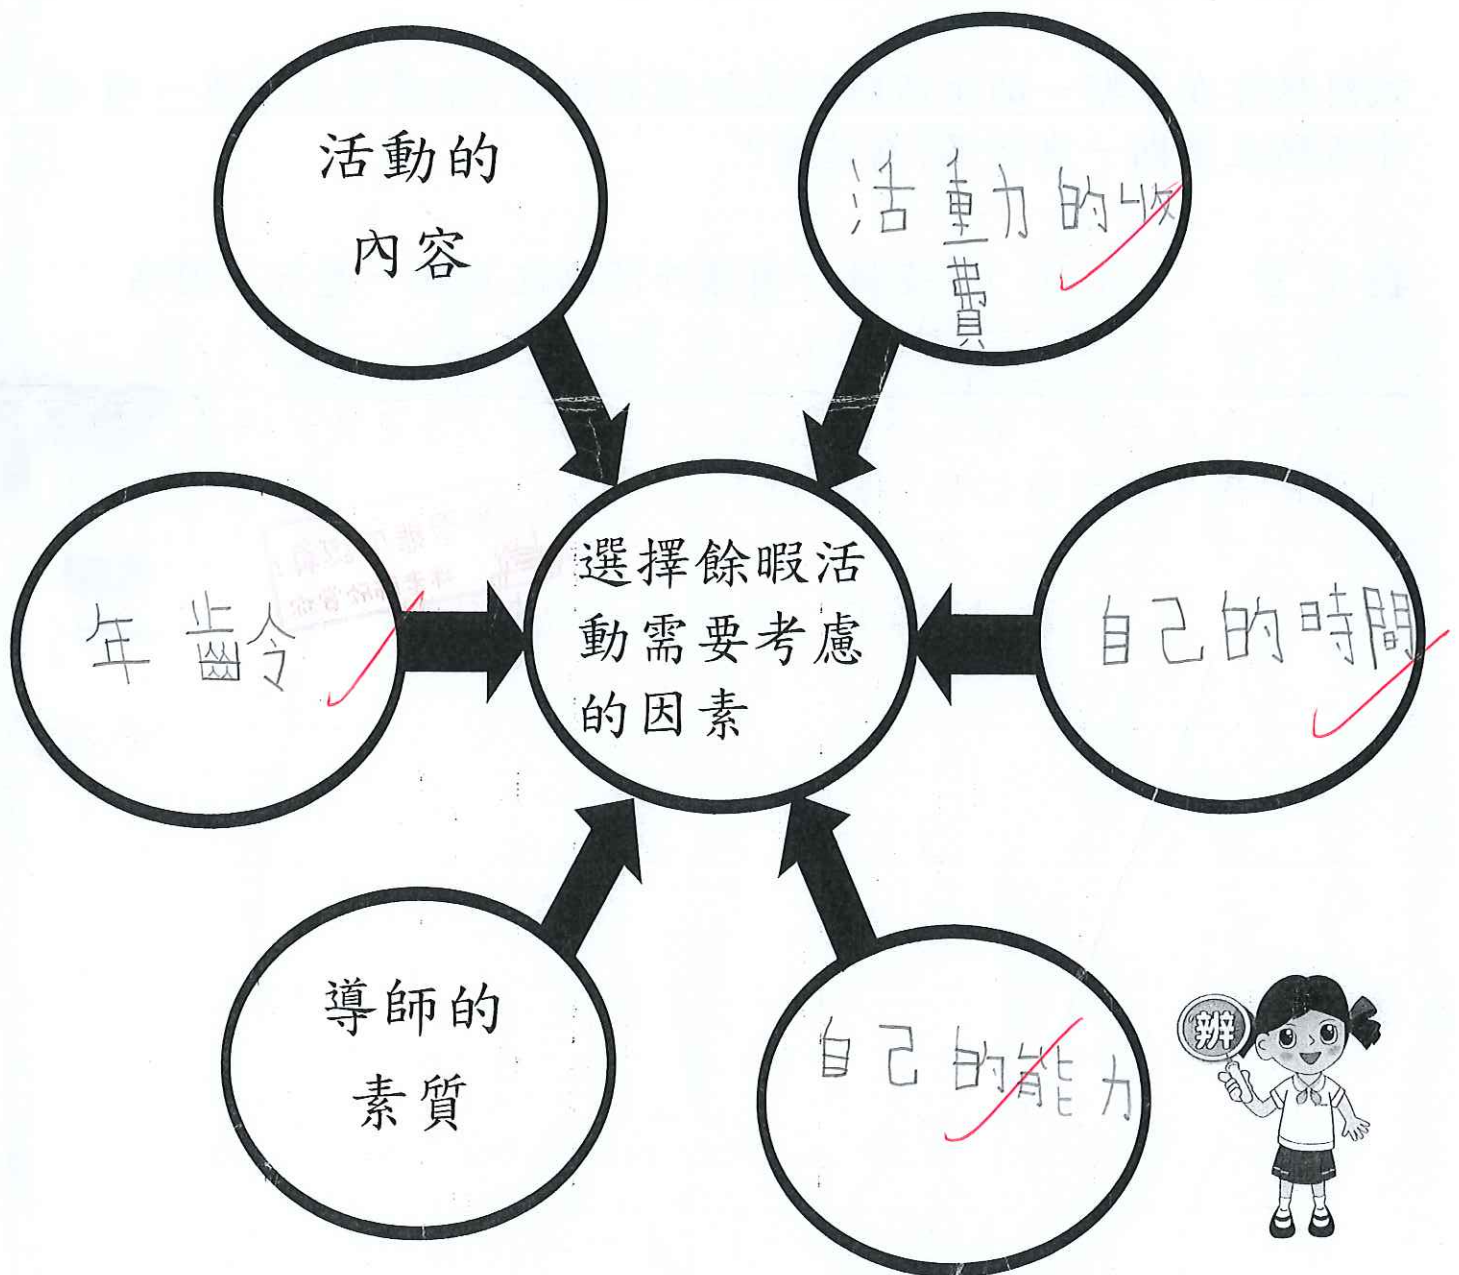 活動的
內容
活動的收
費
年齡
選擇餘暇活
動需要考慮
的因素
自己的時間
導師的
素質
自己的能力
辨